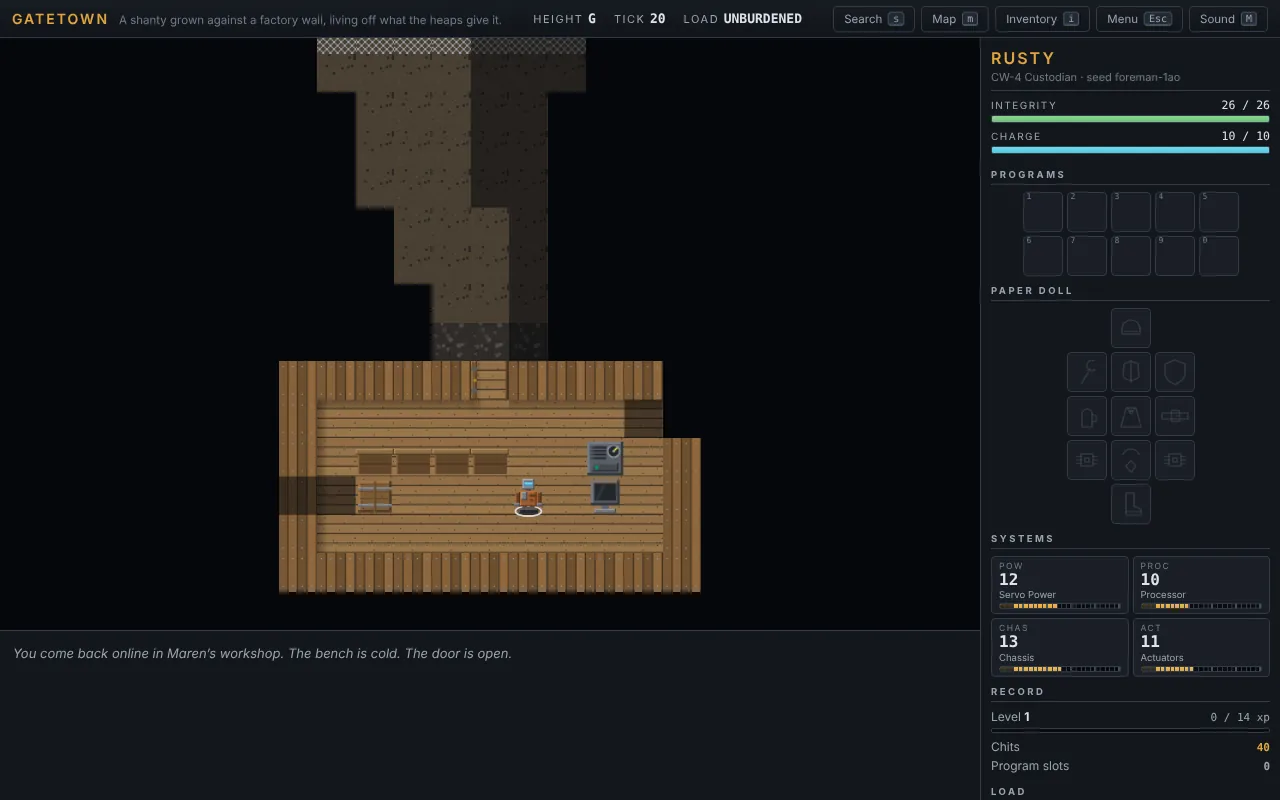 GATETOWN A shanty grown against a factory wall, living off what the heaps give it. HEIGHT G TICK 20 LOAD UNBURDENED Search s Map m Inventory i Menu Esc Sound M
RUSTY
CW-4 Custodian · seed foreman-1ao
INTEGRITY 26 / 26
CHARGE 10 / 10
PROGRAMS
1 2 3 4 5
6 7 8 9 0
PAPER DOLL
SYSTEMS
POW PROC
12 10
Servo Power Processor
CHAS ACT
13 11
Chassis Actuators
RECORD
Level 1 0 / 14 xp
Chits 40
Program slots 0
LOAD
You come back online in Maren's workshop. The bench is cold. The door is open.